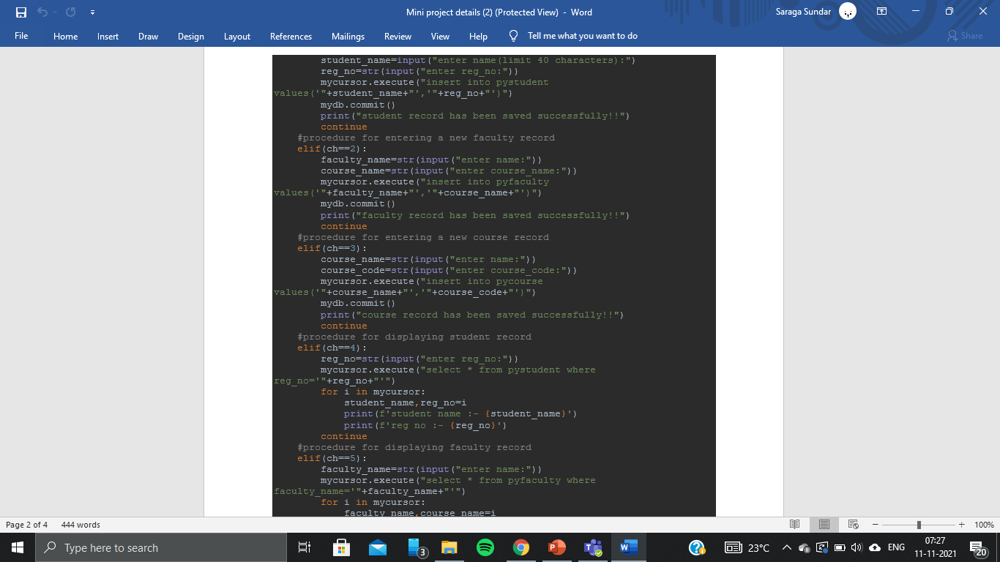 Mini project details (2) (Protected View) - Word
Saraga Sundar
File Home Insert Draw Design Layout References Mailings Review View Help Tell me what you want to do Share
student_name=input("enter name(limit 40 characters):")
reg_no=str(input("enter reg_no:"))
mycursor.execute("insert into pystudent
values('"+student_name+"','"+reg_no+"')")
mydb.commit()
print("student record has been saved successfully!!")
continue
#procedure for entering a new faculty record
elif(ch==2):
faculty_name=str(input("enter name:"))
course_name=str(input("enter course_name:"))
mycursor.execute("insert into pyfaculty
values('"+faculty_name+"','"+course_name+"')")
mydb.commit()
print("faculty record has been saved successfully!!")
continue
#procedure for entering a new course record
elif(ch==3):
course_name=str(input("enter name:"))
course_code=str(input("enter course_code:"))
mycursor.execute("insert into pycourse
values('"+course_name+"','"+course_code+"')")
mydb.commit()
print("course record has been saved successfully!!")
continue
#procedure for displaying student record
elif(ch==4):
reg_no=str(input("enter reg_no:"))
mycursor.execute("select * from pystudent where
reg_no='"+reg_no+"'")
for i in mycursor:
student_name,reg_no=i
print(f'student name :- {student_name}')
print(f'reg no :- {reg_no}')
continue
#procedure for displaying faculty record
elif(ch==5):
faculty_name=str(input("enter name:"))
mycursor.execute("select * from pyfaculty where
faculty_name='"+faculty_name+"'")
for i in mycursor:
faculty_name,course_name=i
Page 2 of 4 444 words 100%
Type here to search 3 23°C ENG 07:27
11-11-2021 20